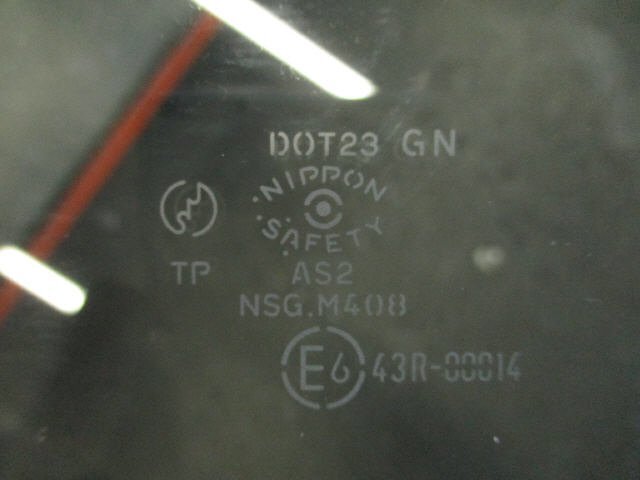 DOT23 GN
NIPPON
SAFETY
TP AS2
NSG.M408
E6 43R-00014